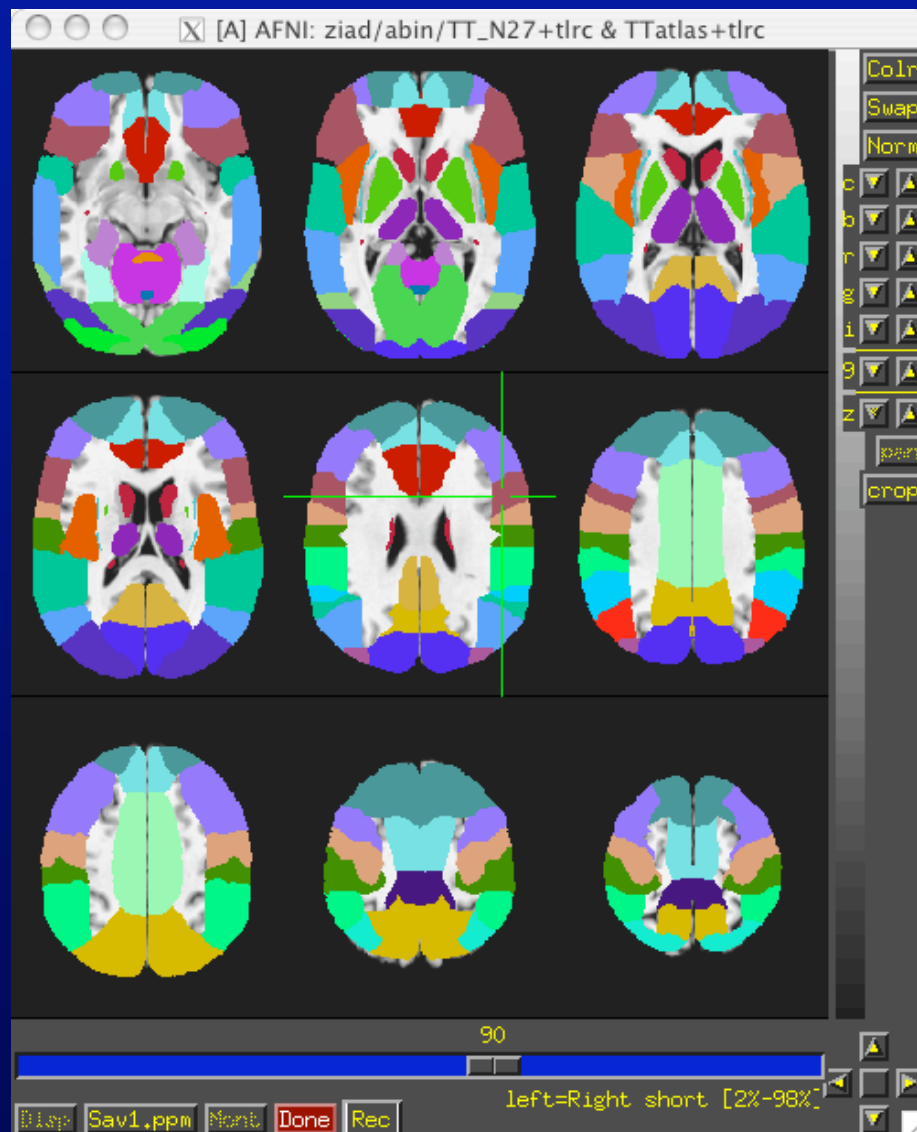 X [A] AFNI: ziad/abin/TT_N27+tlrc & TTatlas+tlrc
Colr
Swap
Norm
c
b
r
g
i
9
z
crop
90
left=Right short [2%-98%]
Disp Sav1.ppm Mont Done Rec